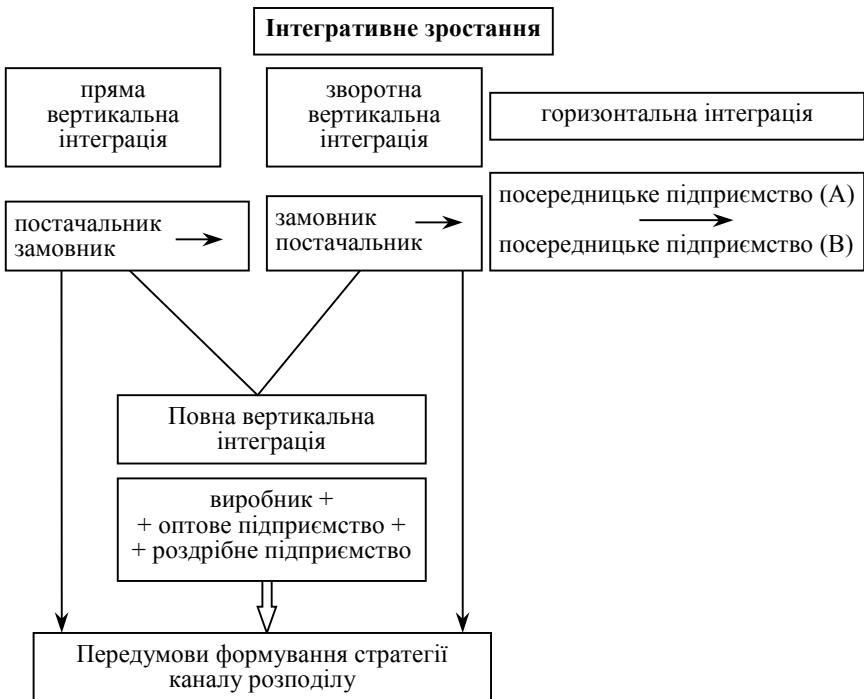 Інтегративне зростання
пряма
вертикальна
інтеграція
зворотна
вертикальна
інтеграція
горизонтальна інтеграція
постачальник
замовник
замовник
постачальник
посередницьке підприємство (А)
посередницьке підприємство (В)
Повна вертикальна
інтеграція
виробник +
+ оптове підприємство +
+ роздрібне підприємство
Передумови формування стратегії
каналу розподілу